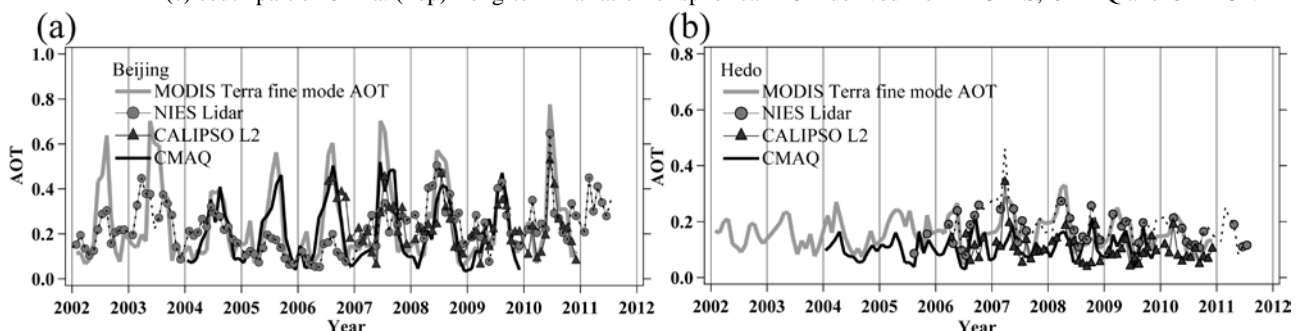 (a) (b)
1.0 0.8
Beijing Hedo
MODIS Terra fine mode AOT MODIS Terra fine mode AOT
0.8 NIES Lidar 0.6 NIES Lidar
CALIPSO L2 CALIPSO L2
0.6 CMAQ CMAQ
AOT 0.4 AOT 0.4
0.2 0.2
0.0 0.0
2002 2003 2004 2005 2006 2007 2008 2009 2010 2011 2012 2002 2003 2004 2005 2006 2007 2008 2009 2010 2011 2012
Year Year